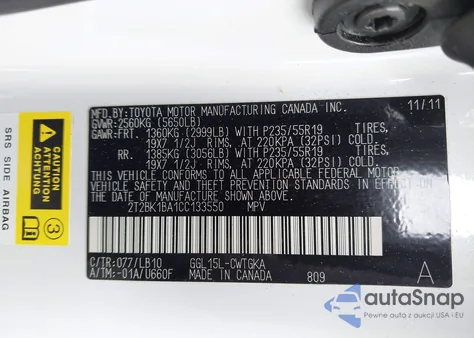 MFD. BY: TOYOTA MOTOR MANUFACTURING CANADA INC. 11/11
GVWR: 2560KG (5650LB)
GAWR: FRT. 1360KG (2999LB) WITH P235/55R19 TIRES,
19X7 1/2J RIMS, AT 220KPA (32PSI) COLD
RR. 1385KG (3056LB) WITH P235/55R19 TIRES,
19X7 1/2J RIMS, AT 220KPA (32PSI) COLD
THIS VEHICLE CONFORMS TO ALL APPLICABLE FEDERAL MOTOR
VEHICLE SAFETY AND THEFT PREVENTION STANDARDS IN EFFECT
ON THE DATE OF MANUFACTURE SHOWN ABOVE.
2T2BK1BA1CC133550 MPV
C/TR: 077/LB10 GGL15L-CWTGKA
A/TM: -01A/U660F MADE IN CANADA 809 A
SRS SIDE AIRBAG
3
autoSnap
Pewne auta z aukcji USA i EU